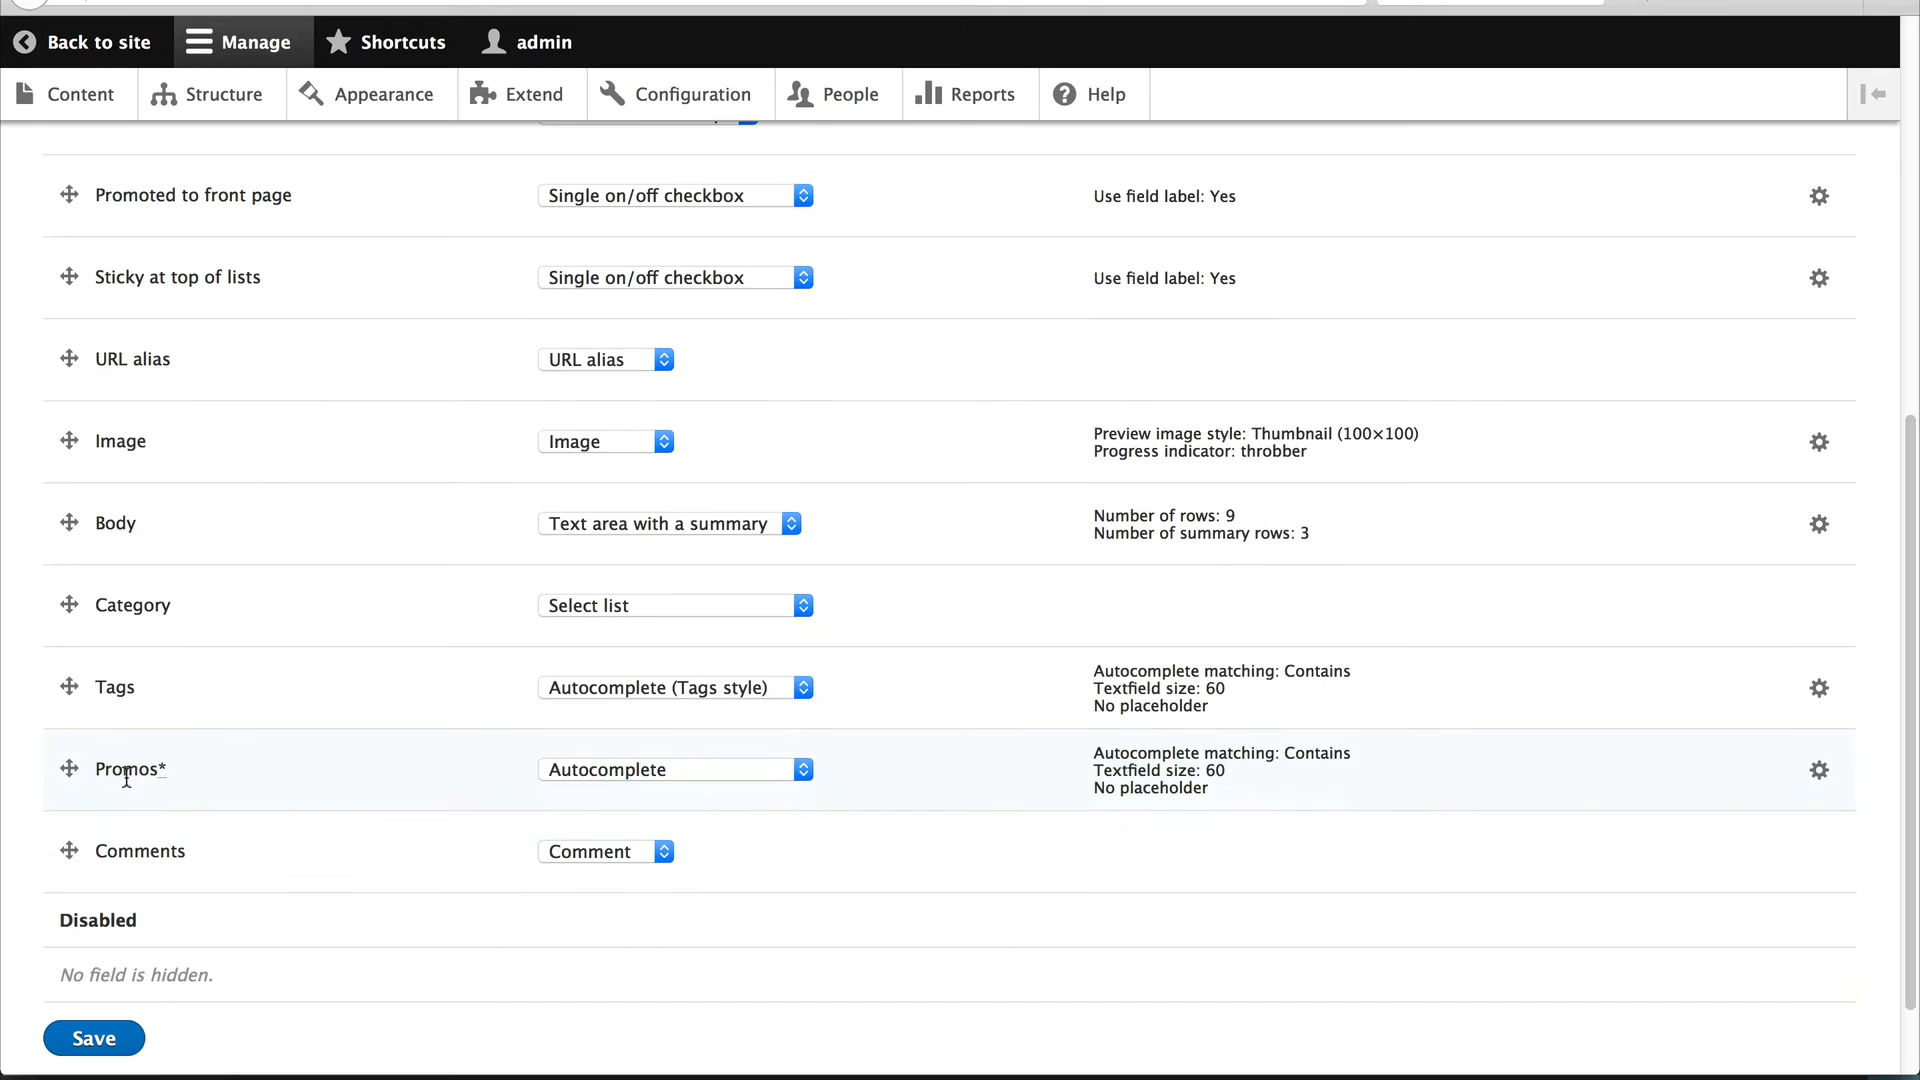 Back to site
Manage
Shortcuts
admin
Content
Structure
Appearance
Extend
Configuration
People
Reports
Help
Promoted to front page
Single on/off checkbox
Use field label: Yes
Sticky at top of lists
Single on/off checkbox
Use field label: Yes
URL alias
URL alias
Image
Image
Preview image style: Thumbnail (100×100)
Progress indicator: throbber
Body
Text area with a summary
Number of rows: 9
Number of summary rows: 3
Category
Select list
Tags
Autocomplete (Tags style)
Autocomplete matching: Contains
Textfield size: 60
No placeholder
Promos*
Autocomplete
Autocomplete matching: Contains
Textfield size: 60
No placeholder
Comments
Comment
Disabled
No field is hidden.
Save